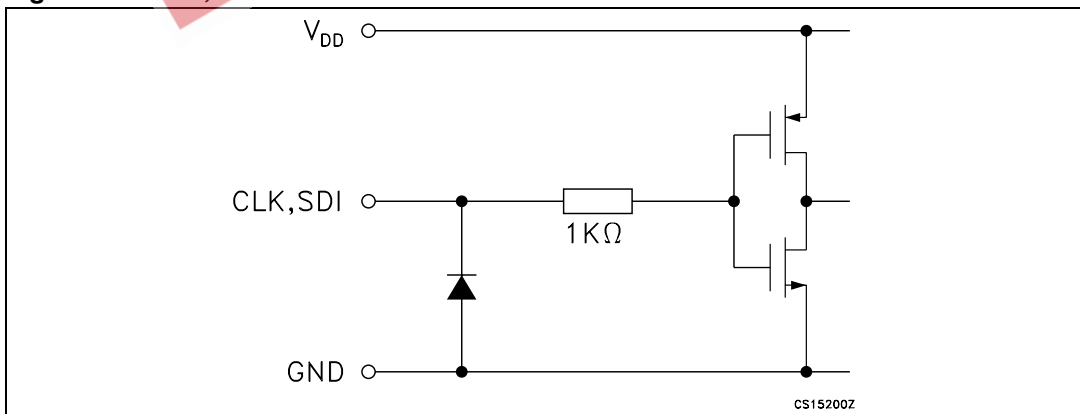 V_DD
CLK,SDI
1KΩ
GND
CS15200Z